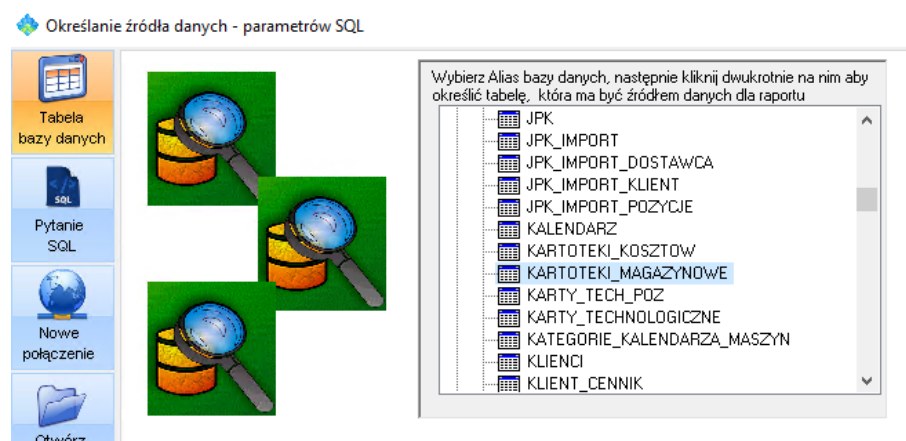 Określanie źródła danych - parametrów SQL
Tabela
bazy danych
SQL
Pytanie
SQL
Nowe
połączenie
Otwórz
Wybierz Alias bazy danych, następnie kliknij dwukrotnie na nim aby
określić tabelę, która ma być źródłem danych dla raportu
JPK
JPK_IMPORT
JPK_IMPORT_DOSTAWCA
JPK_IMPORT_KLIENT
JPK_IMPORT_POZYCJE
KALENDARZ
KARTOTEKI_KOSZTOW
KARTOTEKI_MAGAZYNOWE
KARTY_TECH_POZ
KARTY_TECHNOLOGICZNE
KATEGORIE_KALENDARZA_MASZYN
KLIENCI
KLIENT_CENNIK